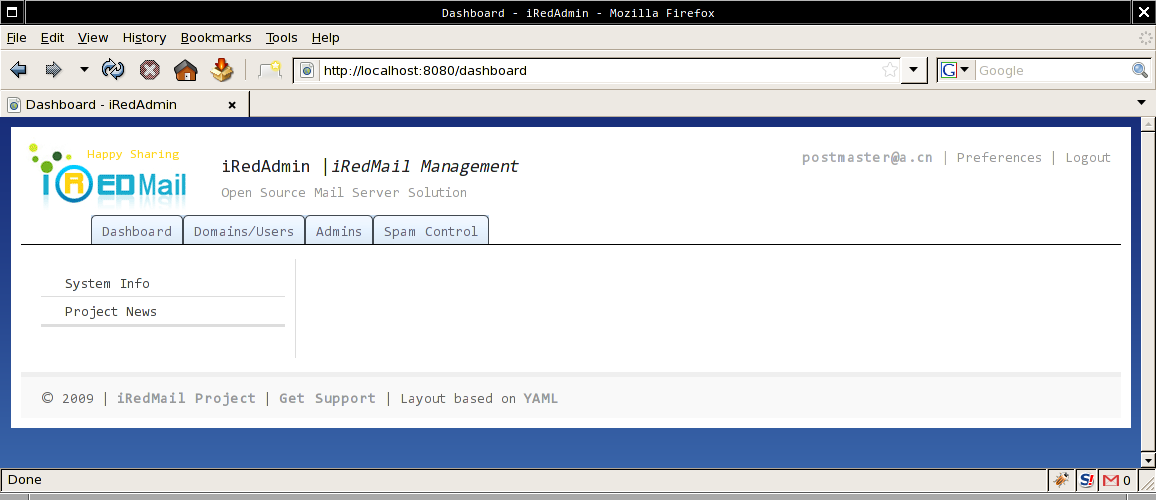 Dashboard - iRedAdmin - Mozilla Firefox
File Edit View History Bookmarks Tools Help
http://localhost:8080/dashboard
G Google
Dashboard - iRedAdmin
Happy Sharing
iRedMail
iRedAdmin |iRedMail Management
Open Source Mail Server Solution
postmaster@a.cn | Preferences | Logout
Dashboard Domains/Users Admins Spam Control
System Info
Project News
© 2009 | iRedMail Project | Get Support | Layout based on YAML
Done
S! M 0